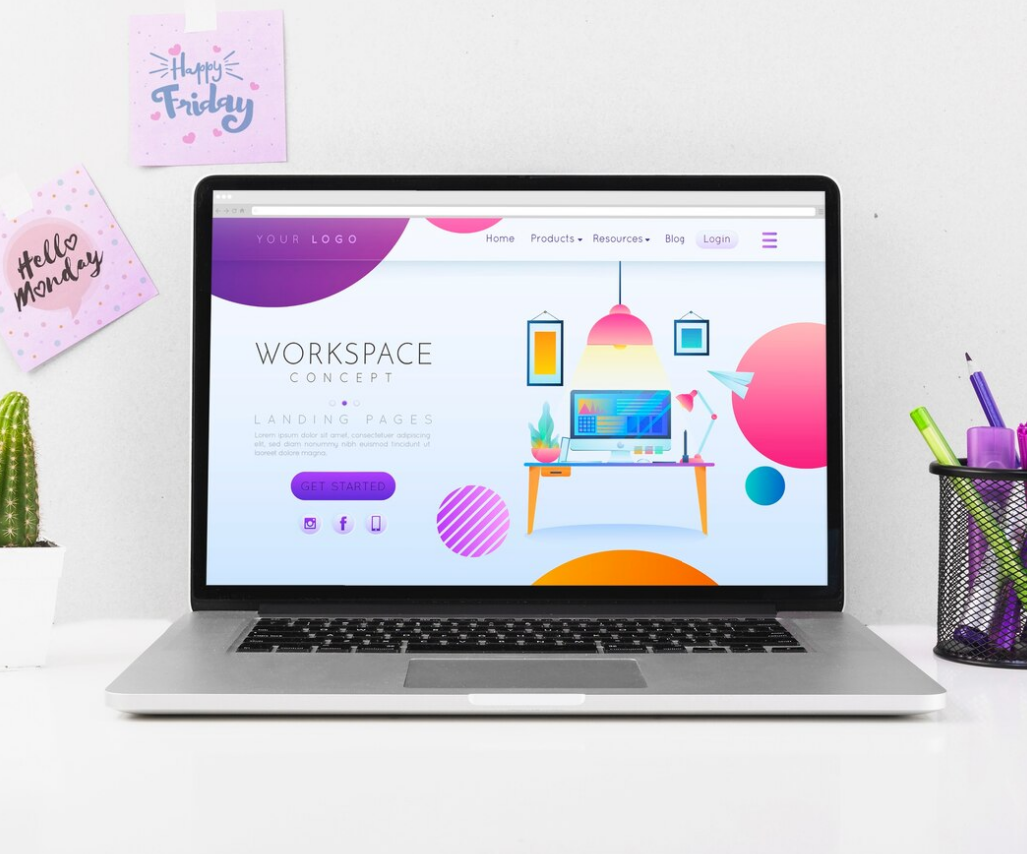 Happy
Friday
Hello
Monday
YOUR LOGO
Home Products Resources Blog Login
WORKSPACE
CONCEPT
LANDING PAGES
Lorem ipsum dolor sit amet, consectetuer adipiscing
elit, sed diam nonummy nibh euismod tincidunt ut
laoreet dolore magna.
GET STARTED